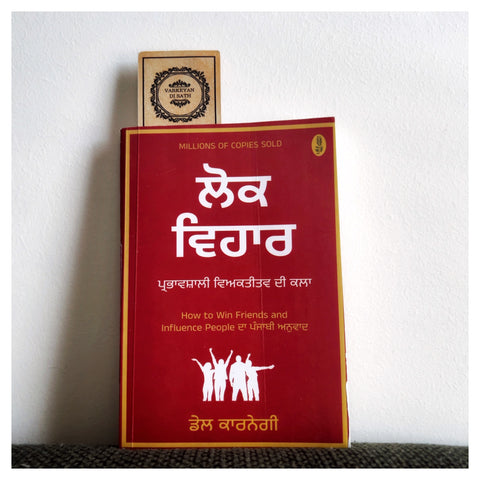 VARKEYAN
DI SATH
MILLIONS OF COPIES SOLD
ਲੋਕ
ਵਿਹਾਰ
ਪ੍ਰਭਾਵਸ਼ਾਲੀ ਵਿਅਕਤੀਤਵ ਦੀ ਕਲਾ
How to Win Friends and
Influence People ਦਾ ਪੰਜਾਬੀ ਅਨੁਵਾਦ
ਡੇਲ ਕਾਰਨੇਗੀ